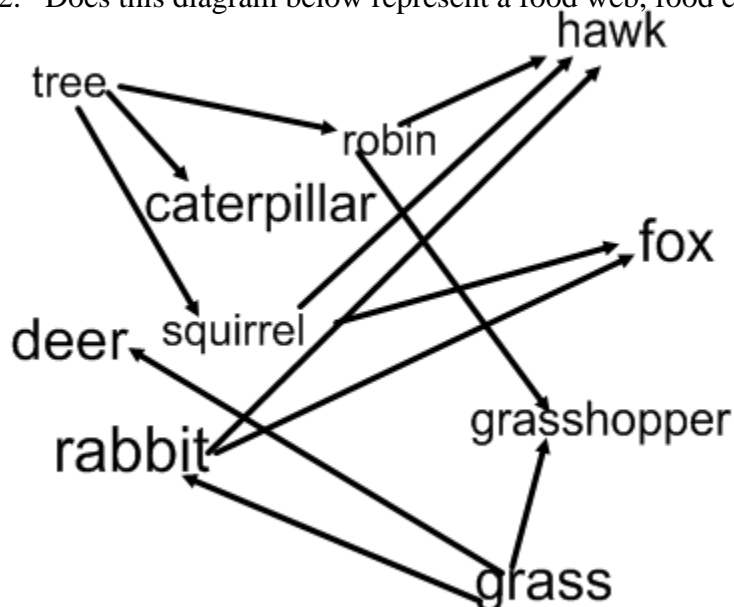 2. Does this diagram below represent a food web, food c
hawk
tree
robin
caterpillar
fox
squirrel
deer
grasshopper
rabbit
grass